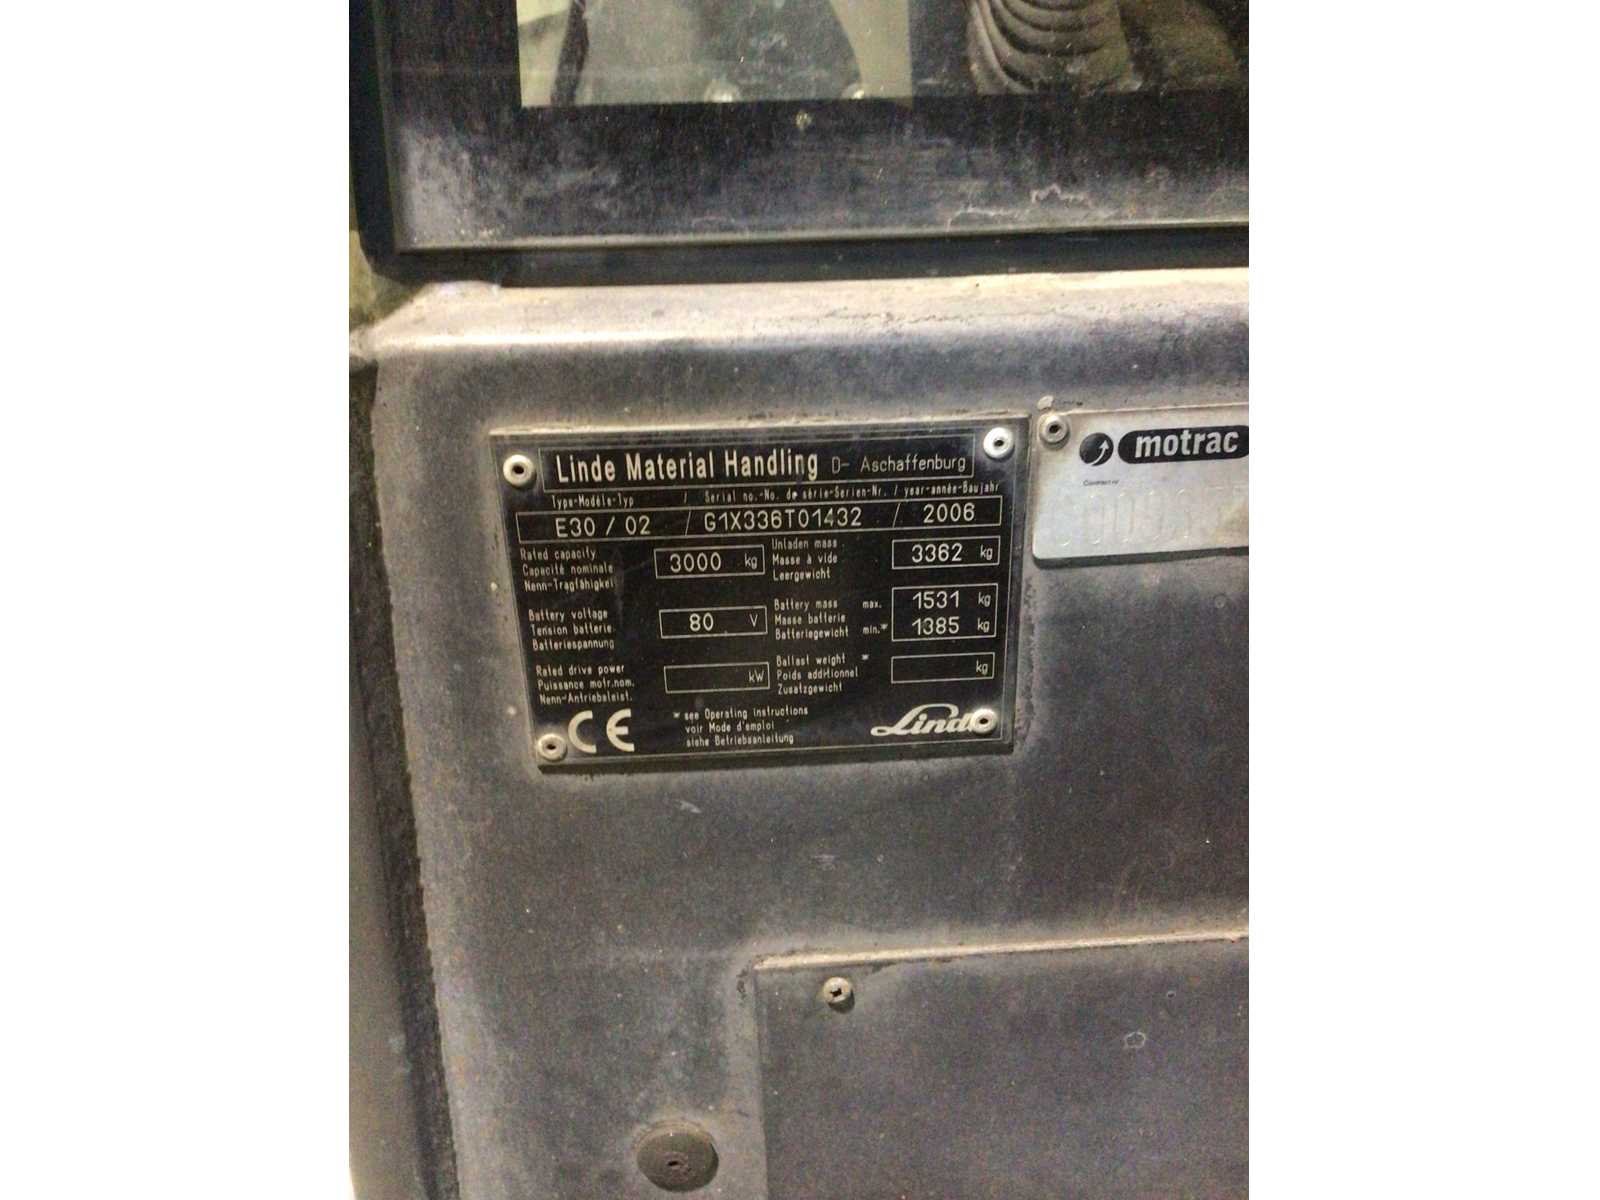 Linde Material Handling D- Aschaffenburg
Type-Modèle-Typ / Serial no.-No. de série-Serien-Nr. / year-année-Baujahr
E30 / 02 / G1X336T01432 / 2006
Rated capacity
Capacité nominale
Nenn-Tragfähigkeit
3000 kg
Unladen mass
Masse à vide
Leergewicht
3362 kg
Battery voltage
Tension batterie.
Batteriespannung
80 V
Battery mass max. 1531 kg
Masse batterie
Batteriegewicht min.* 1385 kg
Rated drive power
Puissance motr.nom.
Nenn-Antriebsleist.
kW
Ballast weight *
Poids additionnel
Zusatzgewicht
kg
CE
* see Operating instructions
voir Mode d'emploi
siehe Betriebsanleitung
Linde
motrac
Contract nr